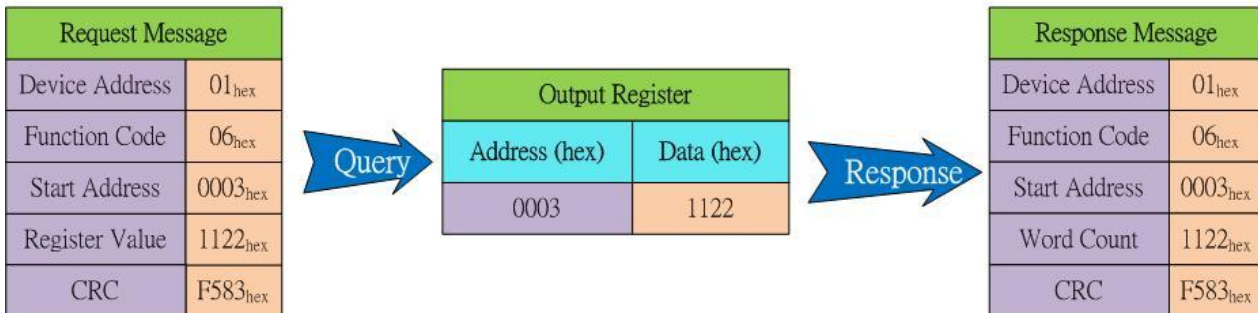 Request Message
Device Address 01hex
Function Code 06hex
Start Address 0003hex
Register Value 1122hex
CRC F583hex
Query
Output Register
Address (hex) Data (hex)
0003 1122
Response
Response Message
Device Address 01hex
Function Code 06hex
Start Address 0003hex
Word Count 1122hex
CRC F583hex